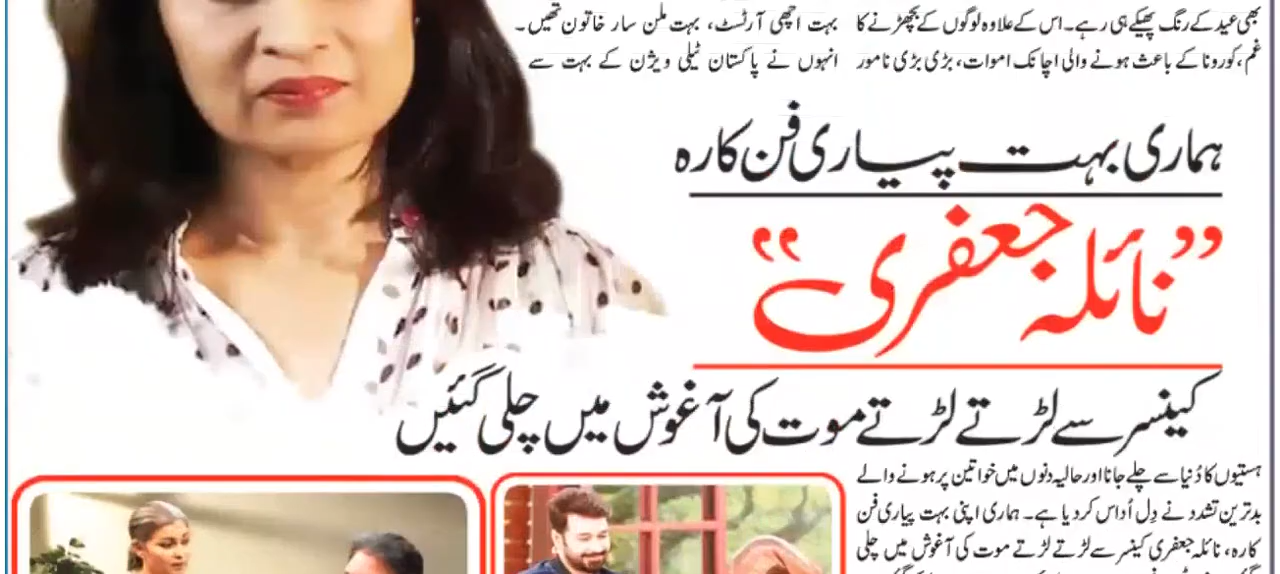 بھی عید کے رنگ پھیکے ہی رہے۔ اس کے علاوہ لوگوں کے بچھڑنے کا
غم، کورونا کے باعث ہونے والی اچانک اموات، بڑی بڑی نامور
بہت اچھی آرٹسٹ، بہت ملن سار خاتون تھیں۔
انہوں نے پاکستان ٹیلی ویژن کے بہت سے
ہماری بہت پیاری فن کارہ
”نائلہ جعفری“
کینسر سے لڑتے لڑتے موت کی آغوش میں چلی گئیں
ہستیوں کا دُنیا سے چلے جانا اور حالیہ دنوں میں خواتین پر ہونے والے
بدترین تشدد نے دِل اُداس کردیا ہے۔ ہماری اپنی بہت پیاری فن
کارہ، نائلہ جعفری کینسر سے لڑتے لڑتے موت کی آغوش میں چلی